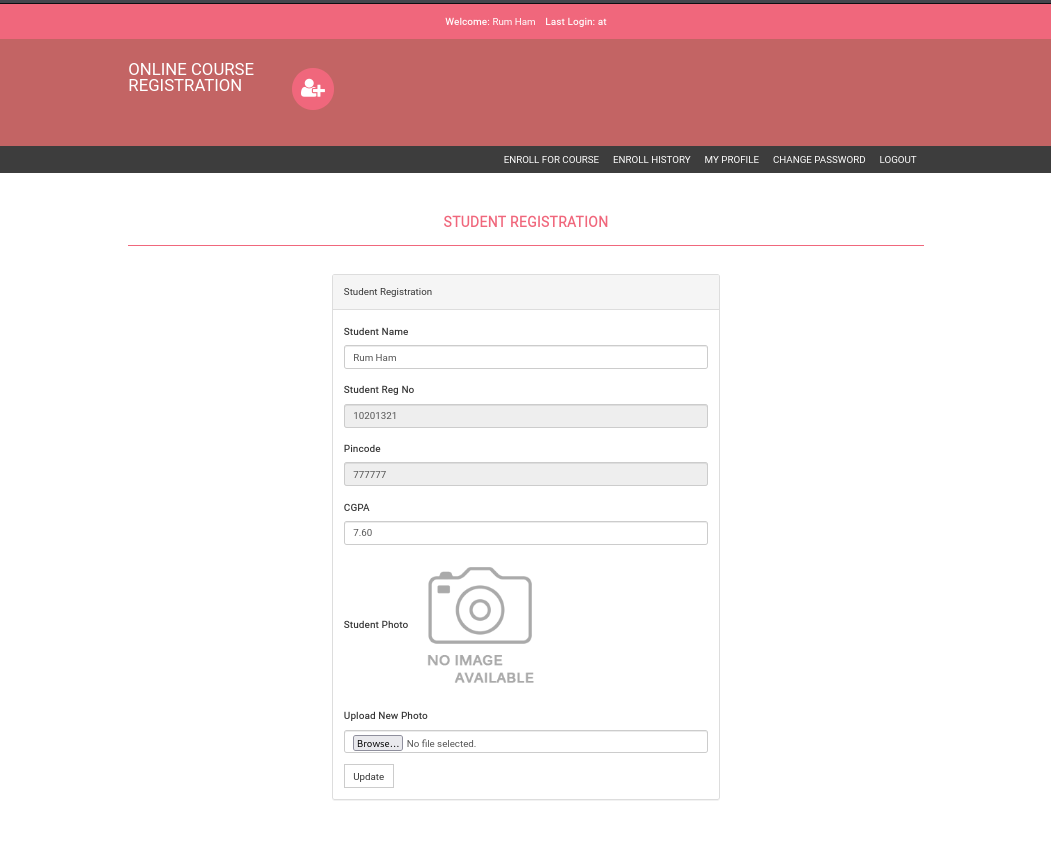 Welcome: Rum Ham Last Login: at
ONLINE COURSE
REGISTRATION
ENROLL FOR COURSE ENROLL HISTORY MY PROFILE CHANGE PASSWORD LOGOUT
STUDENT REGISTRATION
Student Registration
Student Name
Rum Ham
Student Reg No
10201321
Pincode
777777
CGPA
7.60
Student Photo
NO IMAGE
AVAILABLE
Upload New Photo
Browse... No file selected.
Update